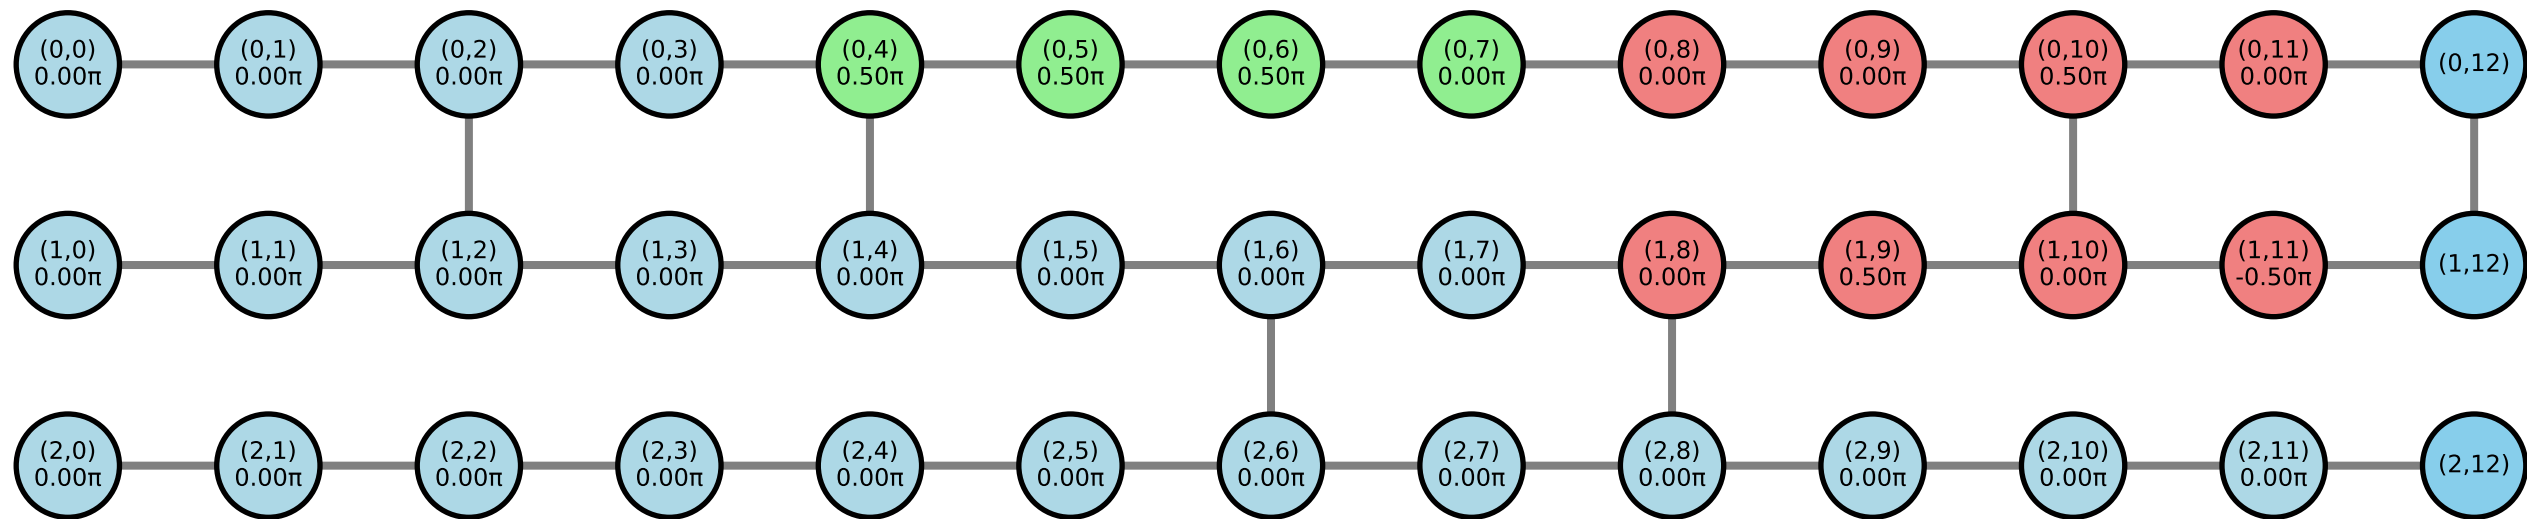 (0,0)
0.00π
(0,1)
0.00π
(0,2)
0.00π
(0,3)
0.00π
(0,4)
0.50π
(0,5)
0.50π
(0,6)
0.50π
(0,7)
0.00π
(0,8)
0.00π
(0,9)
0.00π
(0,10)
0.50π
(0,11)
0.00π
(0,12)
(1,0)
0.00π
(1,1)
0.00π
(1,2)
0.00π
(1,3)
0.00π
(1,4)
0.00π
(1,5)
0.00π
(1,6)
0.00π
(1,7)
0.00π
(1,8)
0.00π
(1,9)
0.50π
(1,10)
0.00π
(1,11)
-0.50π
(1,12)
(2,0)
0.00π
(2,1)
0.00π
(2,2)
0.00π
(2,3)
0.00π
(2,4)
0.00π
(2,5)
0.00π
(2,6)
0.00π
(2,7)
0.00π
(2,8)
0.00π
(2,9)
0.00π
(2,10)
0.00π
(2,11)
0.00π
(2,12)